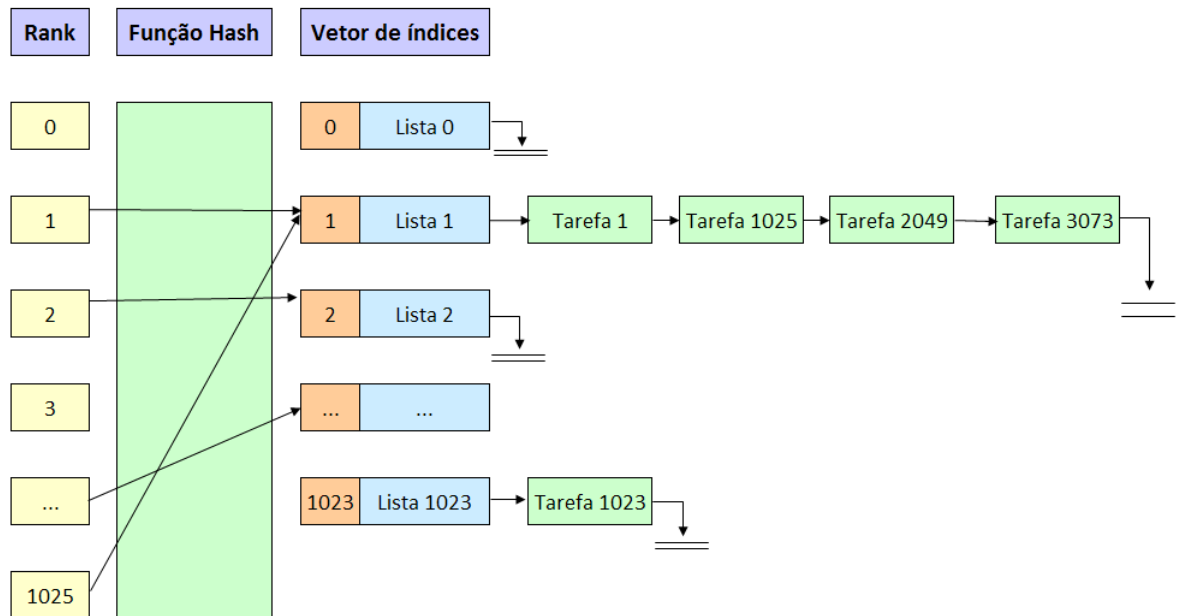 Rank Função Hash Vetor de índices
0 0 Lista 0
1 1 Lista 1 Tarefa 1 Tarefa 1025 Tarefa 2049 Tarefa 3073
2 2 Lista 2
3 ... ...
... 1023 Lista 1023 Tarefa 1023
1025